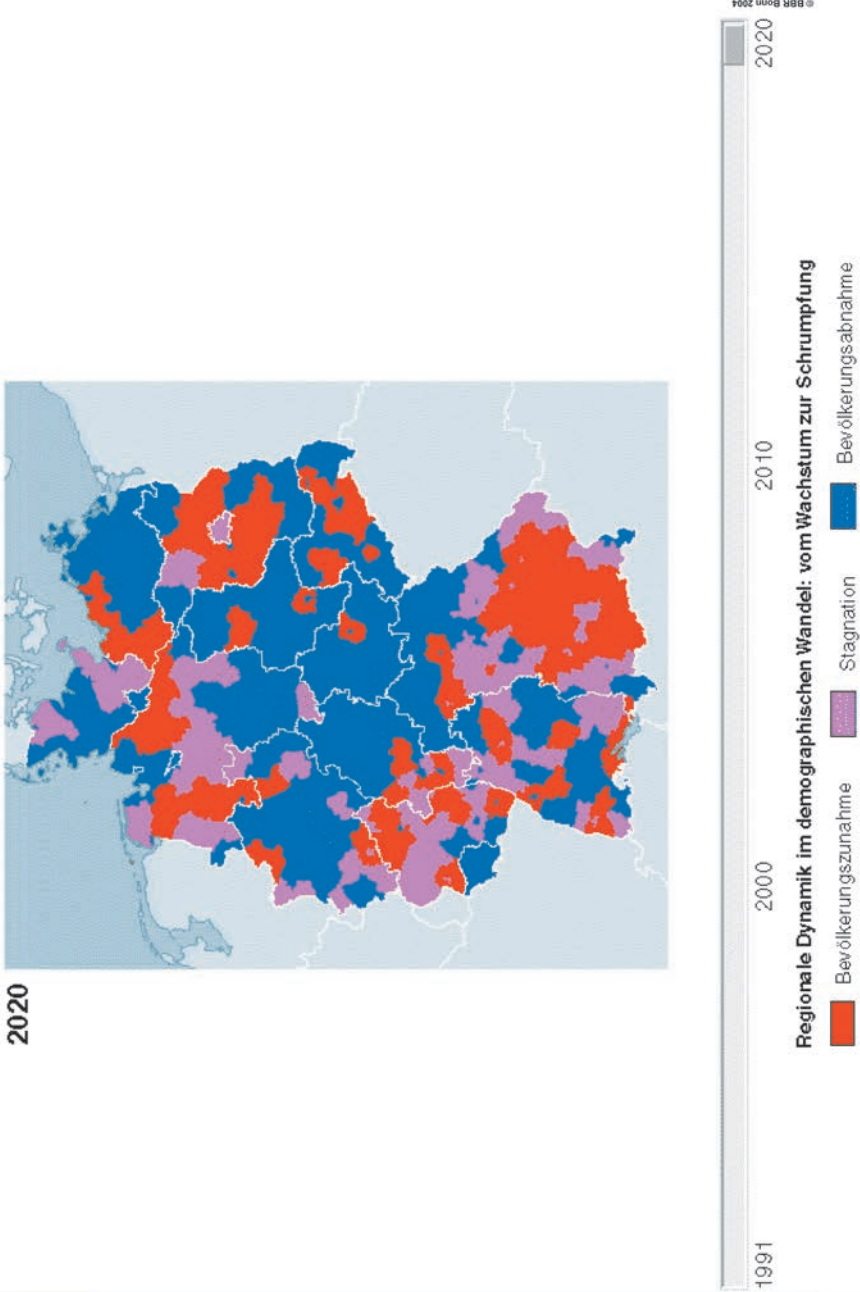 2020
© BBR Bonn 2004
1991
2000
2010
2020
Regionale Dynamik im demographischen Wandel: vom Wachstum zur Schrumpfung
Bevölkerungszunahme
Stagnation
Bevölkerungsabnahme